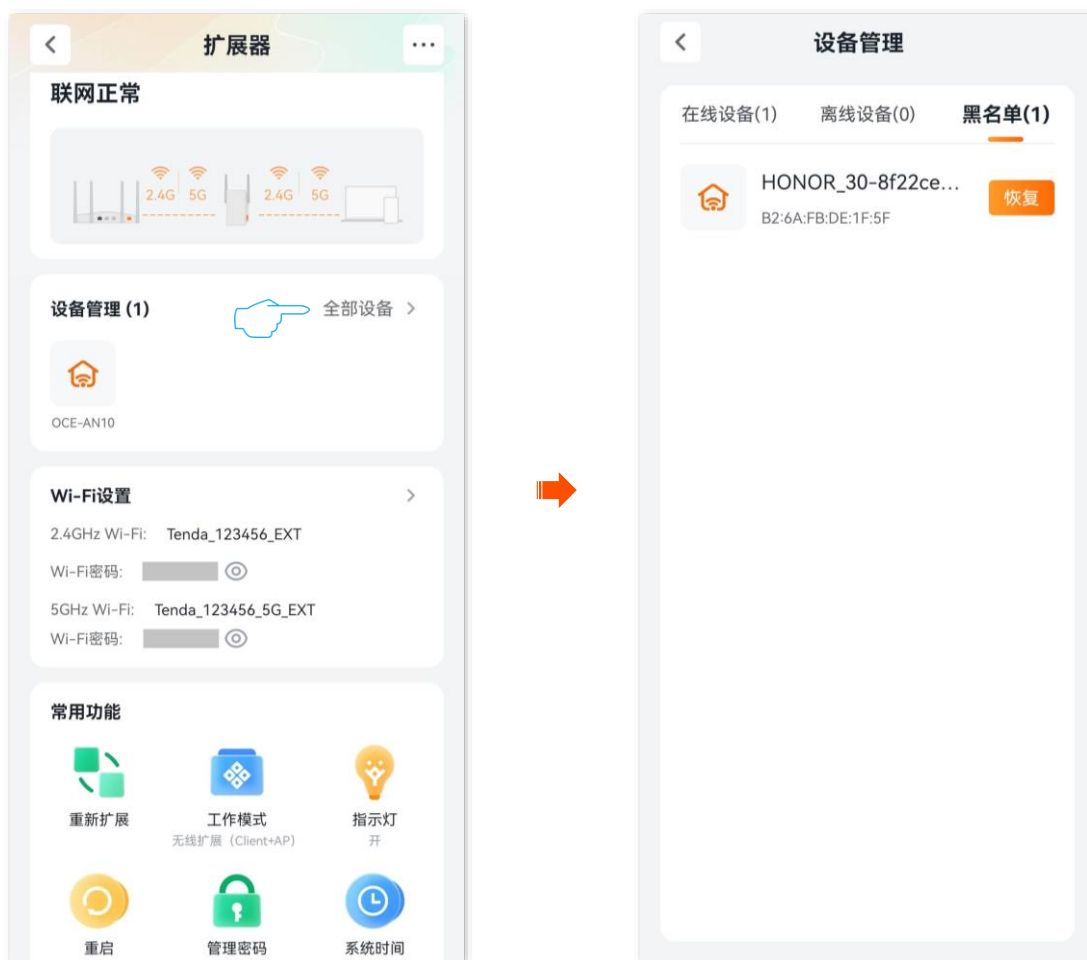 扩展器
联网正常
2.4G 5G 2.4G 5G
设备管理 (1) 全部设备
OCE-AN10
Wi-Fi设置
2.4GHz Wi-Fi: Tenda_123456_EXT
Wi-Fi密码:
5GHz Wi-Fi: Tenda_123456_5G_EXT
Wi-Fi密码:
常用功能
重新扩展 工作模式 指示灯
无线扩展（Client+AP） 开
重启 管理密码 系统时间
设备管理
在线设备(1) 离线设备(0) 黑名单(1)
HONOR_30-8f22ce...
恢复
B2:6A:FB:DE:1F:5F